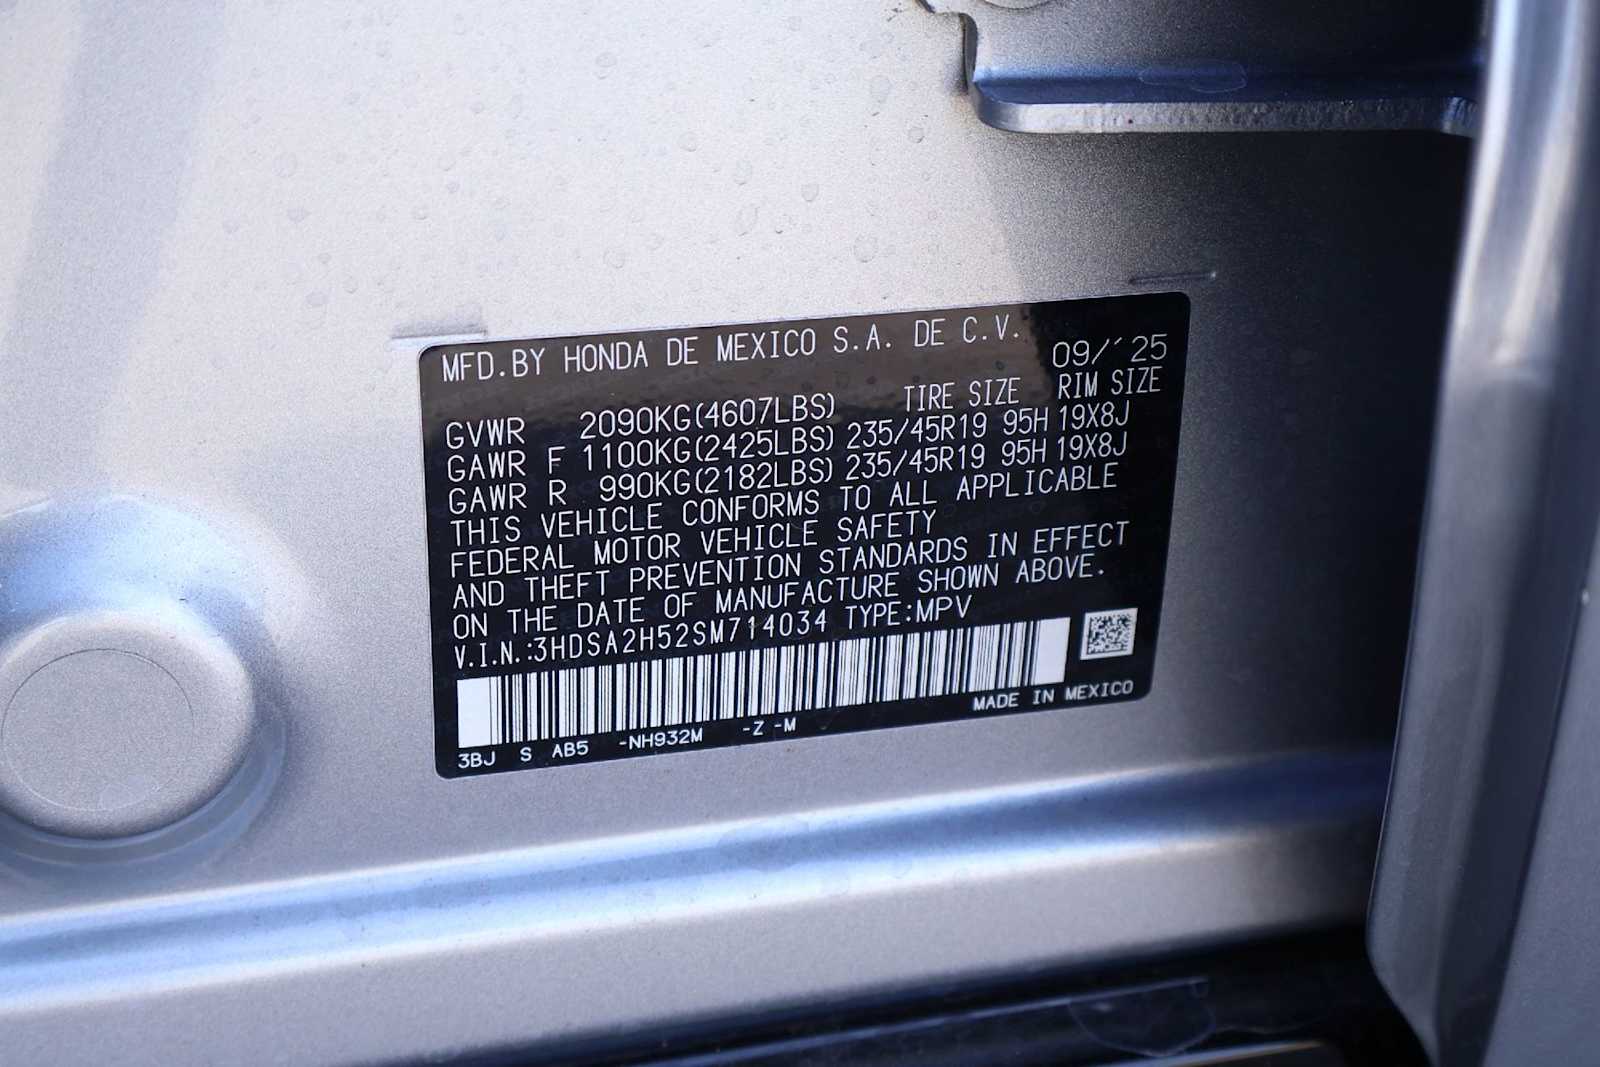 MFD.BY HONDA DE MEXICO S.A. DE C.V.
09/´25
TIRE SIZE RIM SIZE
GVWR 2090KG(4607LBS)
GAWR F 1100KG(2425LBS) 235/45R19 95H 19X8J
GAWR R 990KG(2182LBS) 235/45R19 95H 19X8J
THIS VEHICLE CONFORMS TO ALL APPLICABLE
FEDERAL MOTOR VEHICLE SAFETY
AND THEFT PREVENTION STANDARDS IN EFFECT
ON THE DATE OF MANUFACTURE SHOWN ABOVE.
V.I.N.:3HDSA2H52SM714034 TYPE:MPV
MADE IN MEXICO
3BJ S AB5 -NH932M -Z -M